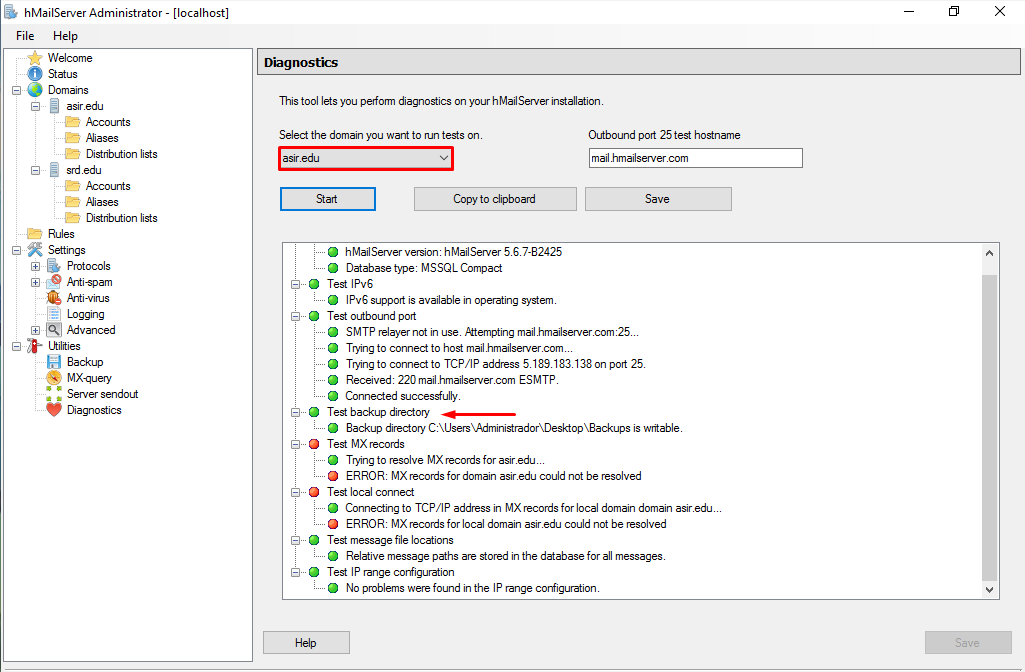 hMailServer Administrator - [localhost]
File Help
Welcome
Status
Domains
asir.edu
Accounts
Aliases
Distribution lists
srd.edu
Accounts
Aliases
Distribution lists
Rules
Settings
Protocols
Anti-spam
Anti-virus
Logging
Advanced
Utilities
Backup
MX-query
Server sendout
Diagnostics
Diagnostics
This tool lets you perform diagnostics on your hMailServer installation.
Select the domain you want to run tests on.
Outbound port 25 test hostname
asir.edu
mail.hmailserver.com
Start
Copy to clipboard
Save
hMailServer version: hMailServer 5.6.7-B2425
Database type: MSSQL Compact
Test IPv6
IPv6 support is available in operating system.
Test outbound port
SMTP relayer not in use. Attempting mail.hmailserver.com:25...
Trying to connect to host mail.hmailserver.com...
Trying to connect to TCP/IP address 5.189.183.138 on port 25.
Received: 220 mail.hmailserver.com ESMTP.
Connected successfully.
Test backup directory
Backup directory C:\Users\Administrador\Desktop\Backups is writable.
Test MX records
Trying to resolve MX records for asir.edu...
ERROR: MX records for domain asir.edu could not be resolved
Test local connect
Connecting to TCP/IP address in MX records for local domain domain asir.edu...
ERROR: MX records for local domain asir.edu could not be resolved
Test message file locations
Relative message paths are stored in the database for all messages.
Test IP range configuration
No problems were found in the IP range configuration.
Help
Save